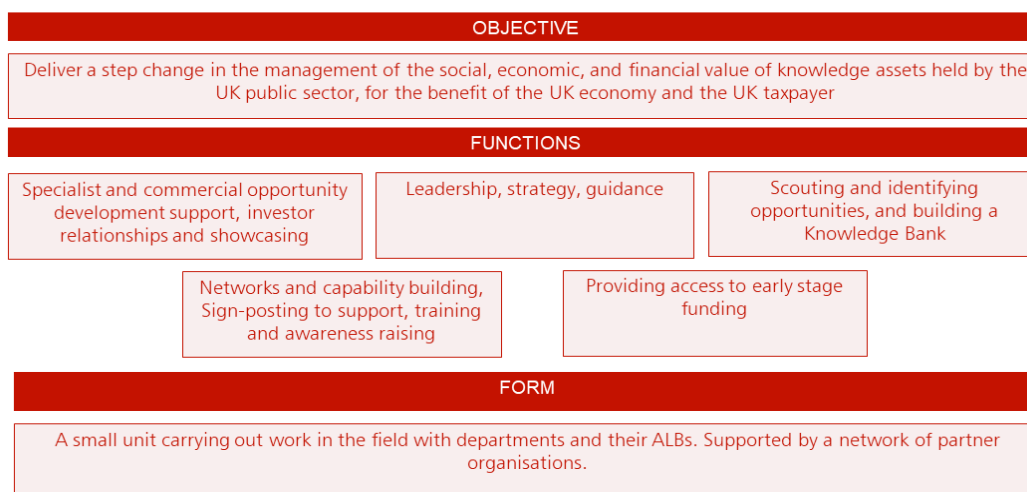 OBJECTIVE
Deliver a step change in the management of the social, economic, and financial value of knowledge assets held by the
UK public sector, for the benefit of the UK economy and the UK taxpayer
FUNCTIONS
Specialist and commercial opportunity
development support, investor
relationships and showcasing
Leadership, strategy, guidance
Scouting and identifying
opportunities, and building a
Knowledge Bank
Networks and capability building,
Sign-posting to support, training
and awareness raising
Providing access to early stage
funding
FORM
A small unit carrying out work in the field with departments and their ALBs. Supported by a network of partner
organisations.